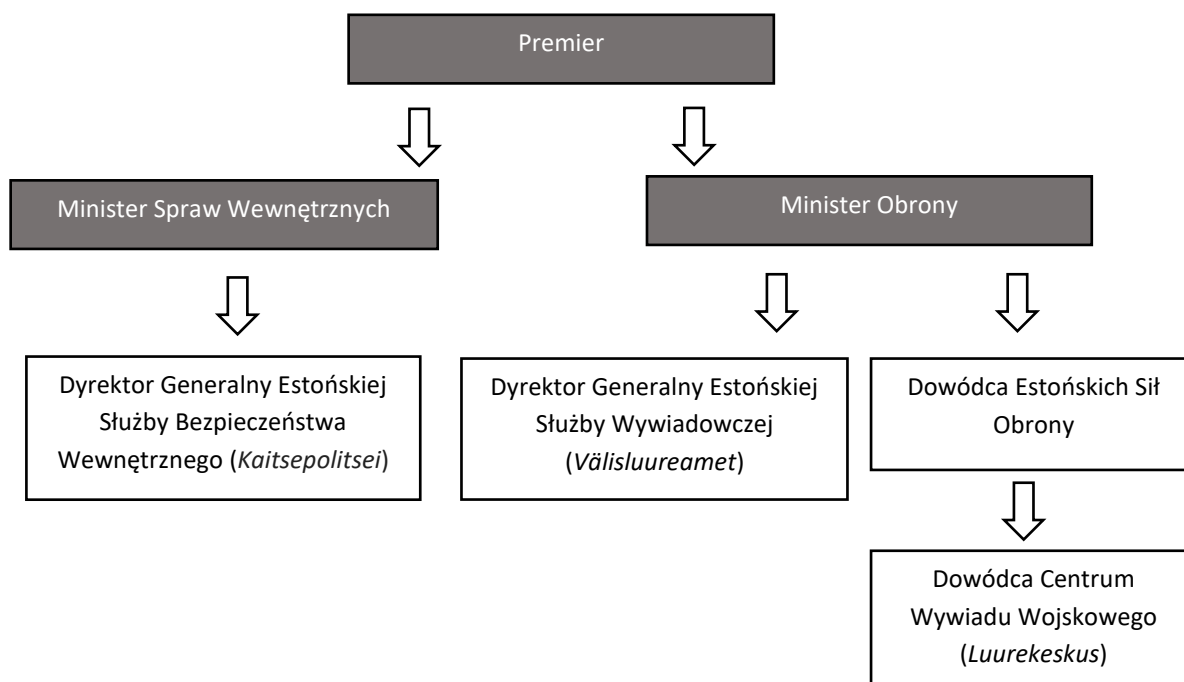 Premier
Minister Spraw Wewnętrznych
Minister Obrony
Dyrektor Generalny Estońskiej
Służby Bezpieczeństwa
Wewnętrznego (Kaitsepolitsei)
Dyrektor Generalny Estońskiej
Służby Wywiadowczej
(Välisluureamet)
Dowódca Estońskich Sił
Obrony
Dowódca Centrum
Wywiadu Wojskowego
(Luurekeskus)